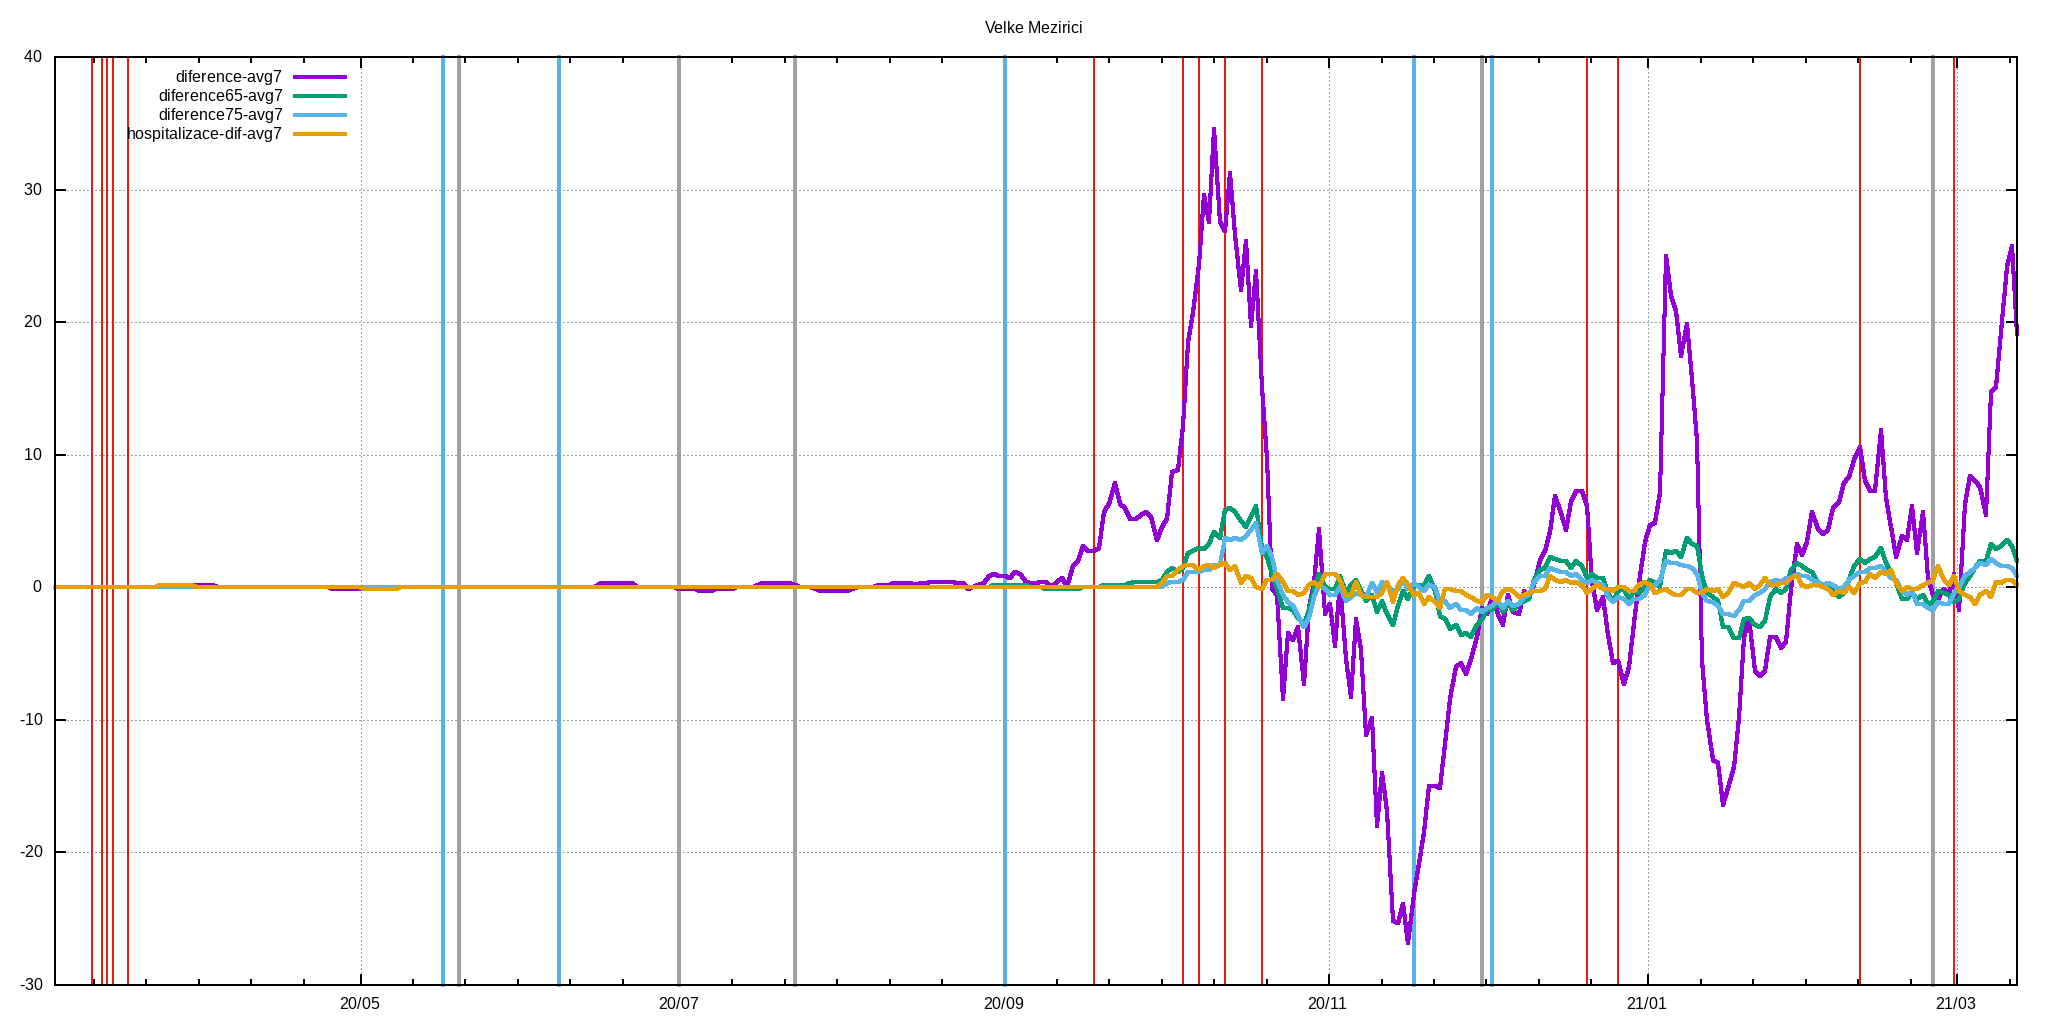 Velke Mezirici
40
30
20
10
0
-10
-20
-30
diference-avg7
diference65-avg7
diference75-avg7
hospitalizace-dif-avg7
20/05
20/07
20/09
20/11
21/01
21/03